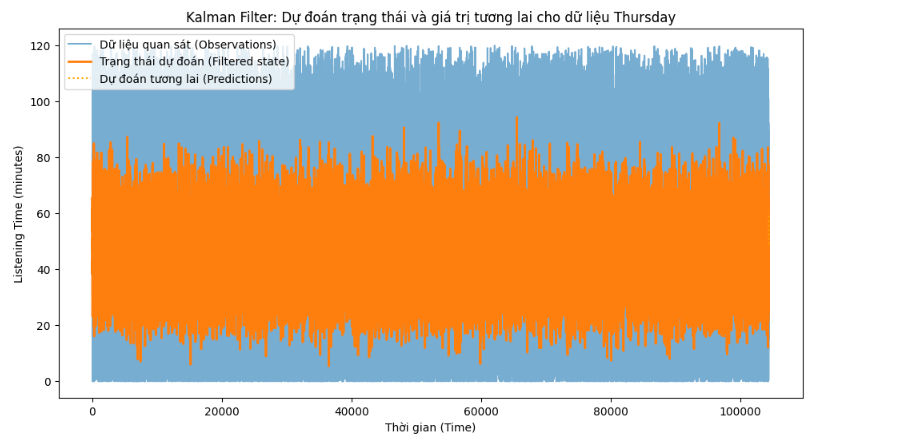 Kalman Filter: Dự đoán trạng thái và giá trị tương lai cho dữ liệu Thursday
Dữ liệu quan sát (Observations)
Trạng thái dự đoán (Filtered state)
Dự đoán tương lai (Predictions)
Listening Time (minutes)
120
100
80
60
40
20
0
0
20000
40000
60000
80000
100000
Thời gian (Time)